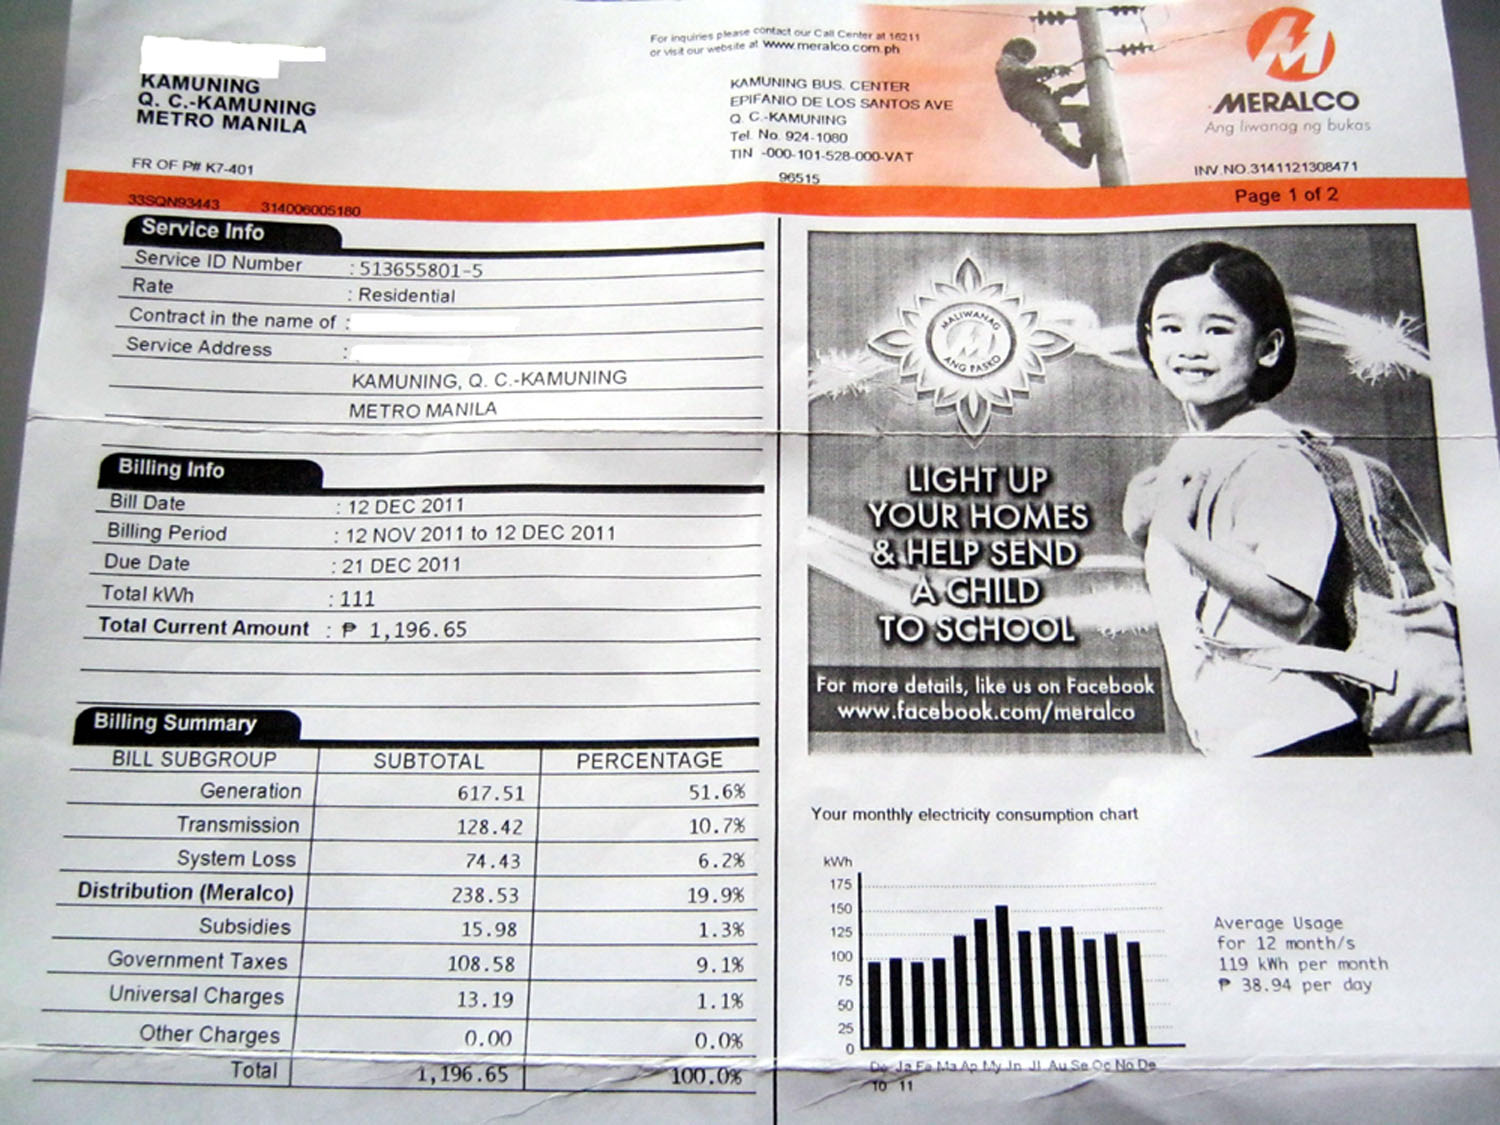 For inquiries please contact our Call Center at 16211
or visit our website at www.meralco.com.ph
KAMUNING
Q. C.-KAMUNING
METRO MANILA
FR OF P# K7-401
KAMUNING BUS. CENTER
EPIFANIO DE LOS SANTOS AVE
Q. C.-KAMUNING
Tel. No. 924-1080
TIN -000-101-528-000-VAT
96515
MERALCO
Ang liwanag ng bukas
INV.NO.3141121308471
Page 1 of 2
33SQN93443 314006005180
Service Info
Service ID Number : 513655801-5
Rate : Residential
Contract in the name of :
Service Address :
KAMUNING, Q. C.-KAMUNING
METRO MANILA
Billing Info
Bill Date : 12 DEC 2011
Billing Period : 12 NOV 2011 to 12 DEC 2011
Due Date : 21 DEC 2011
Total kWh : 111
Total Current Amount : ₱ 1,196.65
Billing Summary
BILL SUBGROUP SUBTOTAL PERCENTAGE
Generation 617.51 51.6%
Transmission 128.42 10.7%
System Loss 74.43 6.2%
Distribution (Meralco) 238.53 19.9%
Subsidies 15.98 1.3%
Government Taxes 108.58 9.1%
Universal Charges 13.19 1.1%
Other Charges 0.00 0.0%
Total 1,196.65 100.0%
MALIWANAG
ANG PASKO
LIGHT UP
YOUR HOMES
& HELP SEND
A CHILD
TO SCHOOL
For more details, like us on Facebook
www.facebook.com/meralco
Your monthly electricity consumption chart
kWh
175
150
125
100
75
50
25
0
De Ja Fe Ma Ap My Jn Jl Au Se Oc No De
10 11
Average Usage
for 12 month/s
119 kWh per month
₱ 38.94 per day